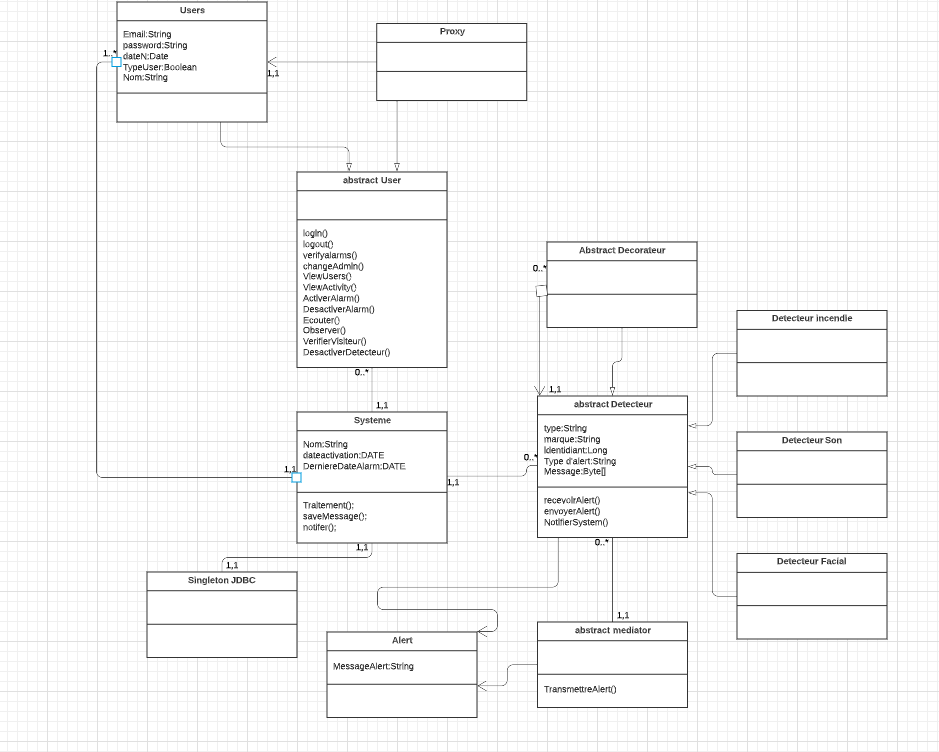 Users
Email:String
password:String
dateN:Date
TypeUser:Boolean
Nom:String
1..*
1,1
Proxy
abstract User
login()
logout()
verifyalarms()
changeAdmin()
ViewUsers()
ViewActivity()
ActiverAlarm()
DesactiverAlarm()
Ecouter()
Observer()
VerifierVisiteur()
DesactiverDetecteur()
0..*
1,1
Systeme
Nom:String
dateactivation:DATE
DerniereDateAlarm:DATE
Traitement();
saveMessage();
notifer();
1,1
1,1
1,1
1,1
Singleton JDBC
Abstract Decorateur
0..*
1,1
abstract Detecteur
type:String
marque:String
Identidiant:Long
Type d'alert:String
Message:Byte[]
recevoirAlert()
envoyerAlert()
NotifierSystem()
0..*
0..*
1,1
Detecteur incendie
Detecteur Son
Detecteur Facial
Alert
MessageAlert:String
abstract mediator
TransmettreAlert()